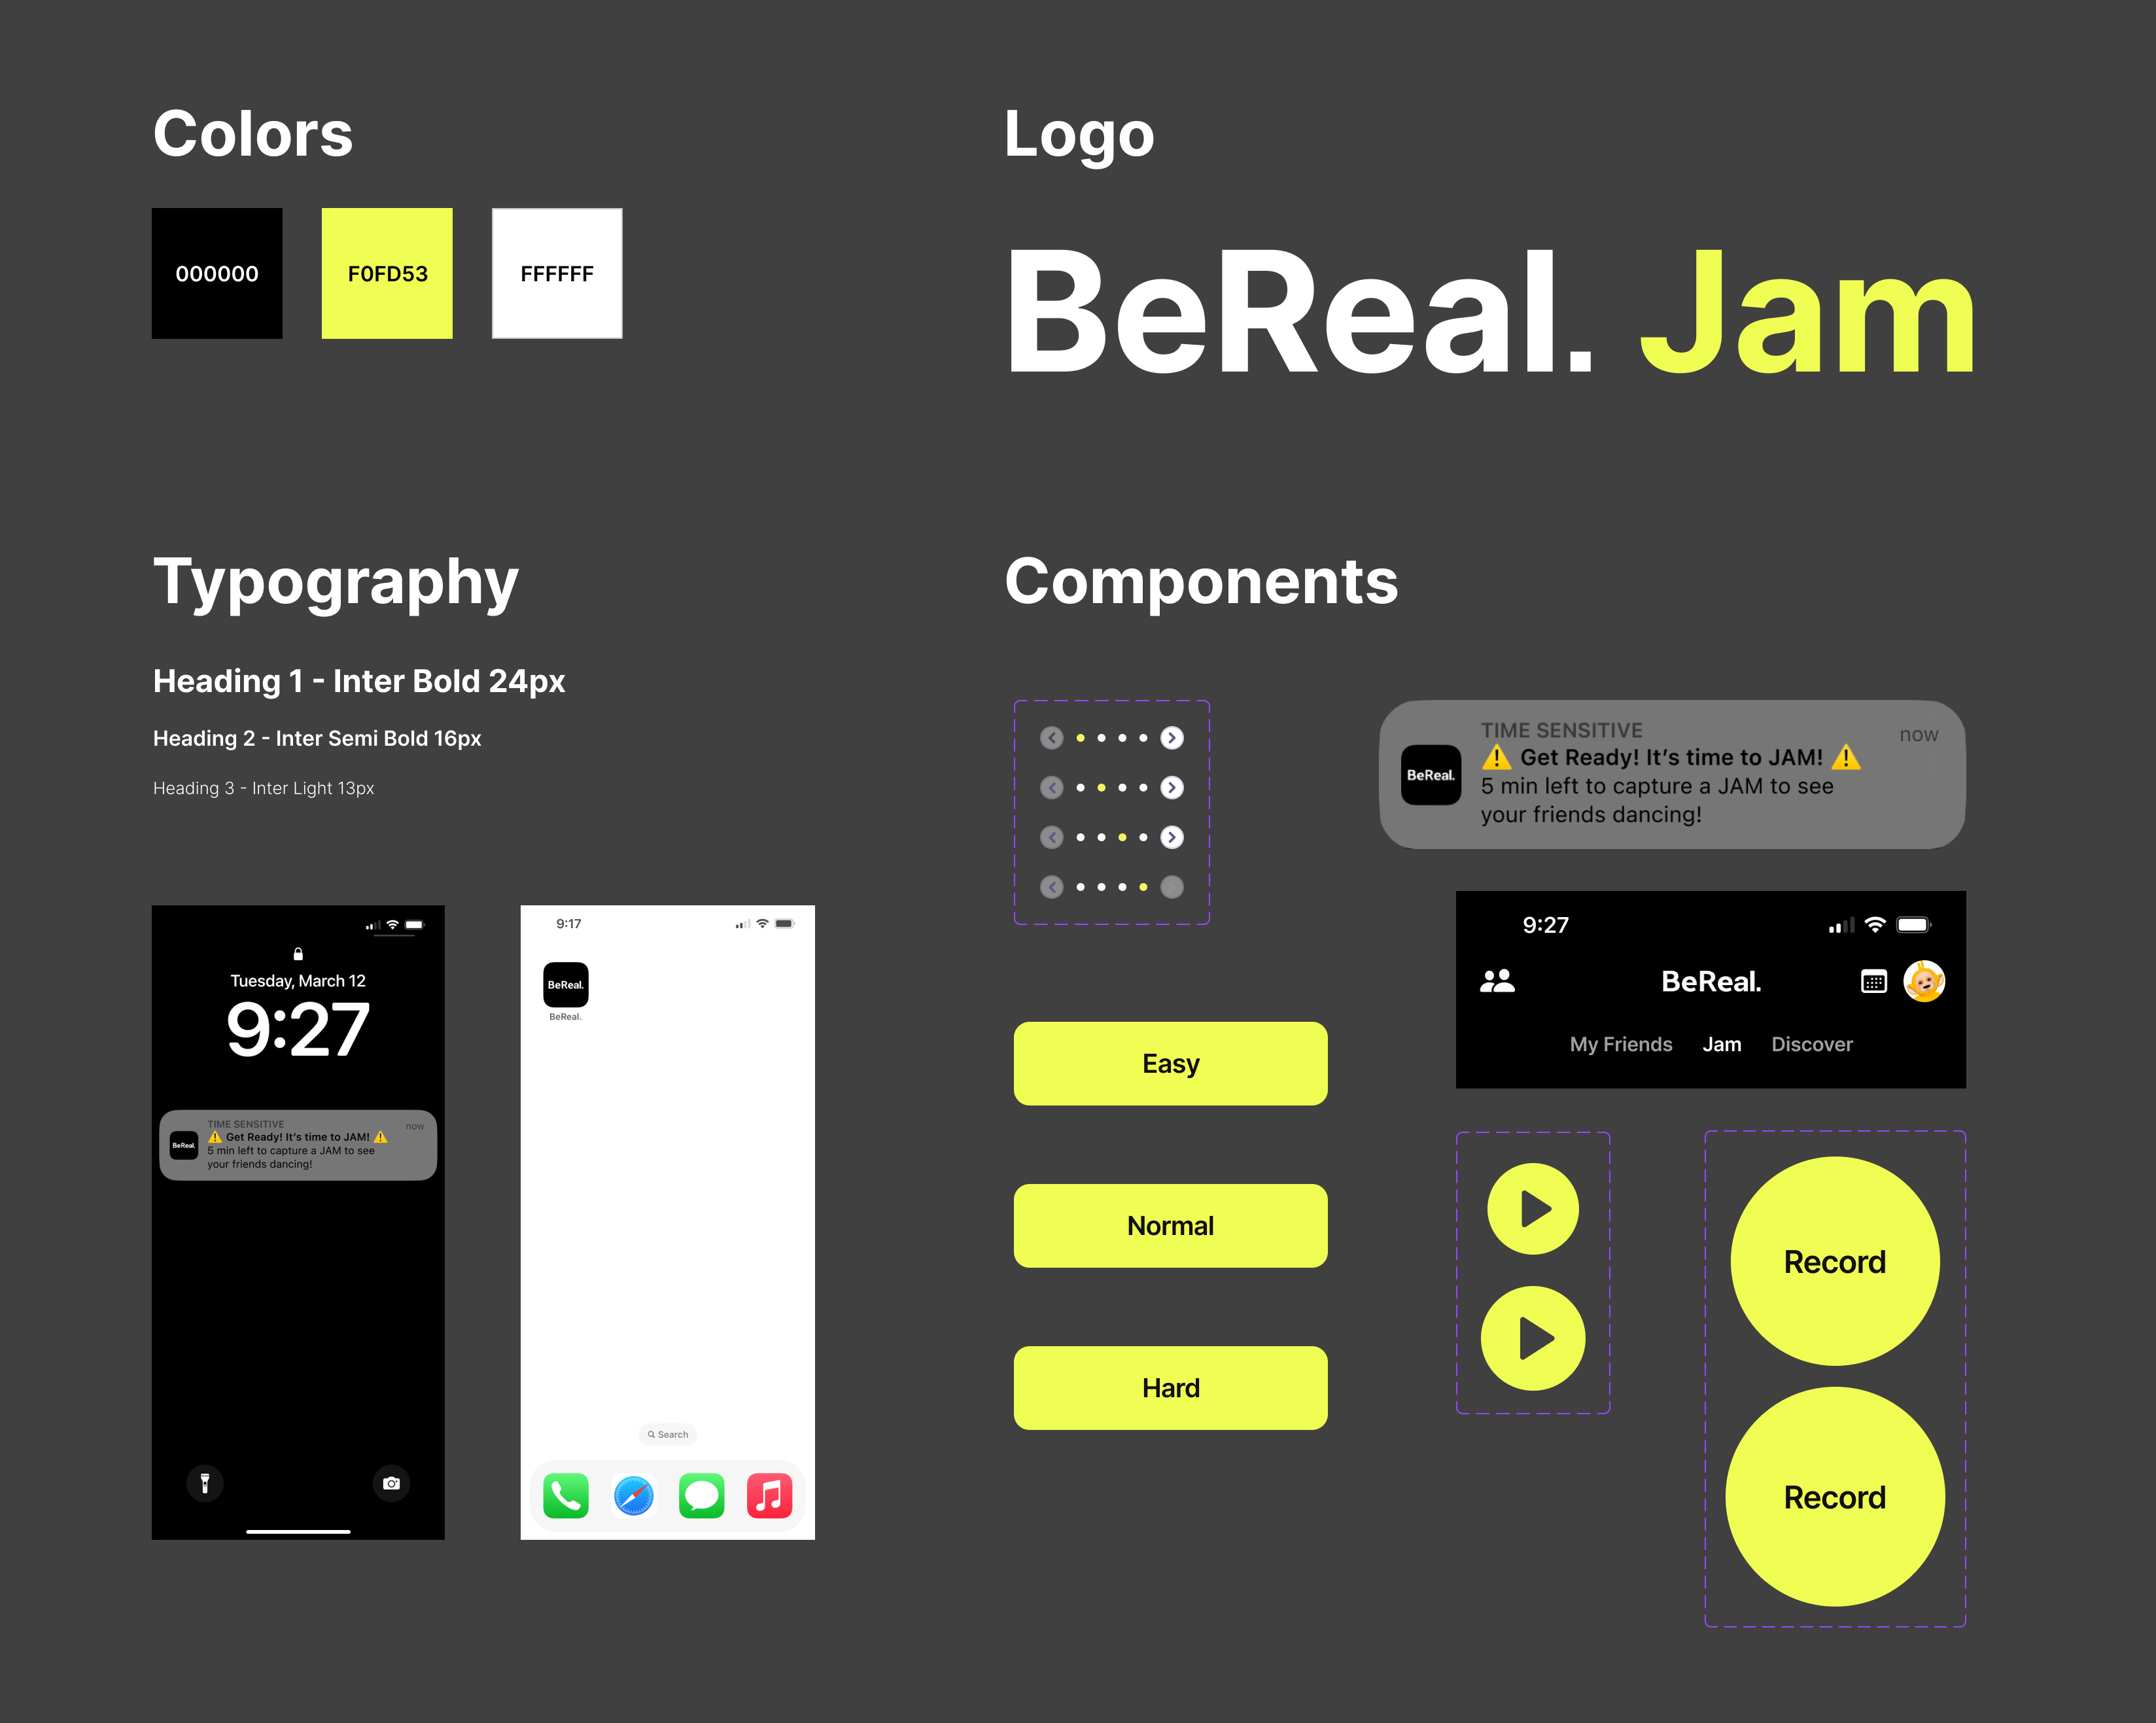 Colors
000000
F0FD53
FFFFFF
Logo
BeReal. Jam
Typography
Heading 1 - Inter Bold 24px
Heading 2 - Inter Semi Bold 16px
Heading 3 - Inter Light 13px
Tuesday, March 12
9:27
TIME SENSITIVE
now
BeReal.
⚠️ Get Ready! It’s time to JAM! ⚠️
5 min left to capture a JAM to see
your friends dancing!
9:17
BeReal.
BeReal.
Search
Components
TIME SENSITIVE
now
⚠️ Get Ready! It’s time to JAM! ⚠️
BeReal.
5 min left to capture a JAM to see
your friends dancing!
9:27
BeReal.
My Friends Jam Discover
Easy
Normal
Hard
Record
Record